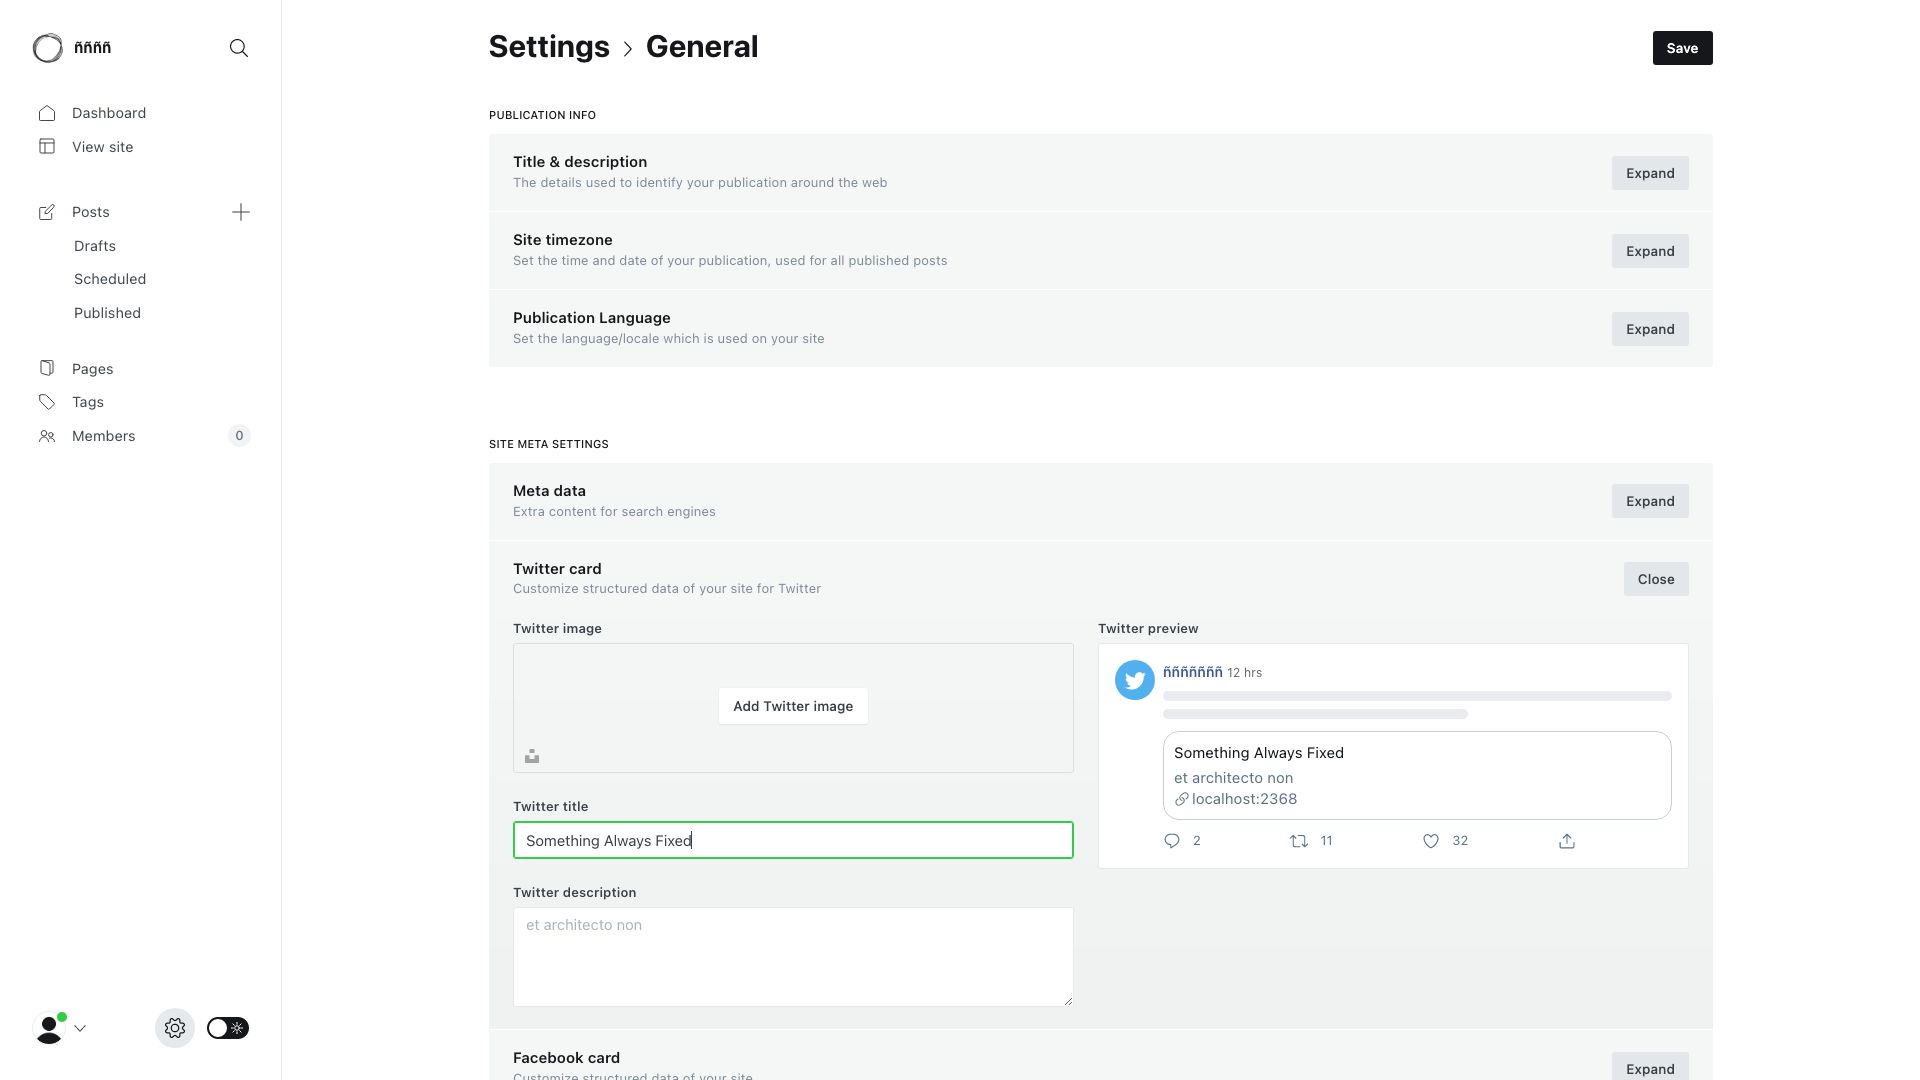 ññññ
Dashboard
View site
Posts
Drafts
Scheduled
Published
Pages
Tags
Members
0
Settings
General
Save
PUBLICATION INFO
Title & description
The details used to identify your publication around the web
Expand
Site timezone
Set the time and date of your publication, used for all published posts
Expand
Publication Language
Set the language/locale which is used on your site
Expand
SITE META SETTINGS
Meta data
Extra content for search engines
Expand
Twitter card
Customize structured data of your site for Twitter
Close
Twitter image
Add Twitter image
Twitter title
Something Always Fixed
Twitter description
et architecto non
Twitter preview
ñññññññ 12 hrs
Something Always Fixed
et architecto non
localhost:2368
2
11
32
Facebook card
Customize structured data of your site
Expand